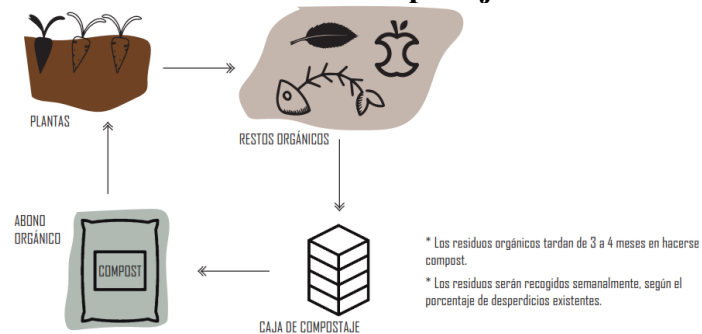 PLANTAS
RESTOS ORGÁNICOS
ABONO
ORGÁNICO
COMPOST
CAJA DE COMPOSTAJE
* Los residuos orgánicos tardan de 3 a 4 meses en hacerse
compost.
* Los residuos serán recogidos semanalmente, según el
porcentaje de desperdicios existentes.